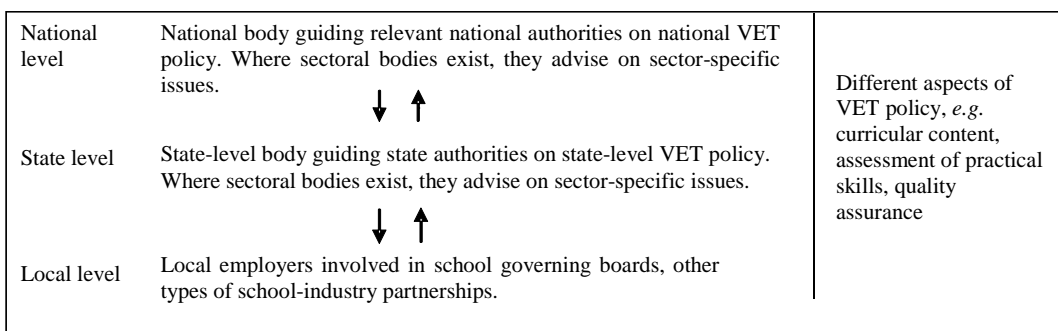 National level
National body guiding relevant national authorities on national VET
policy. Where sectoral bodies exist, they advise on sector-specific
issues.
State level
State-level body guiding state authorities on state-level VET policy.
Where sectoral bodies exist, they advise on sector-specific issues.
Local level
Local employers involved in school governing boards, other
types of school-industry partnerships.
Different aspects of
VET policy, e.g.
curricular content,
assessment of practical
skills, quality
assurance